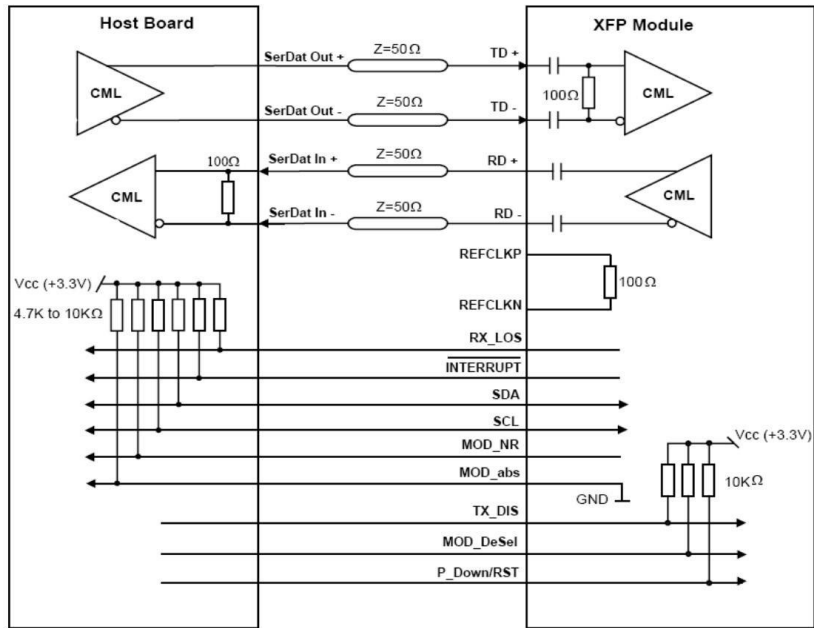 Host Board
XFP Module
SerDat Out +
Z=50Ω
TD +
CML
100Ω
CML
SerDat Out -
Z=50Ω
TD -
SerDat In +
Z=50Ω
RD +
100Ω
CML
CML
SerDat In -
Z=50Ω
RD -
REFCLKP
100Ω
REFCLKN
Vcc (+3.3V)
4.7K to 10KΩ
RX_LOS
INTERRUPT
SDA
SCL
MOD_NR
Vcc (+3.3V)
MOD_abs
10KΩ
GND
TX_DIS
MOD_DeSel
P_Down/RST